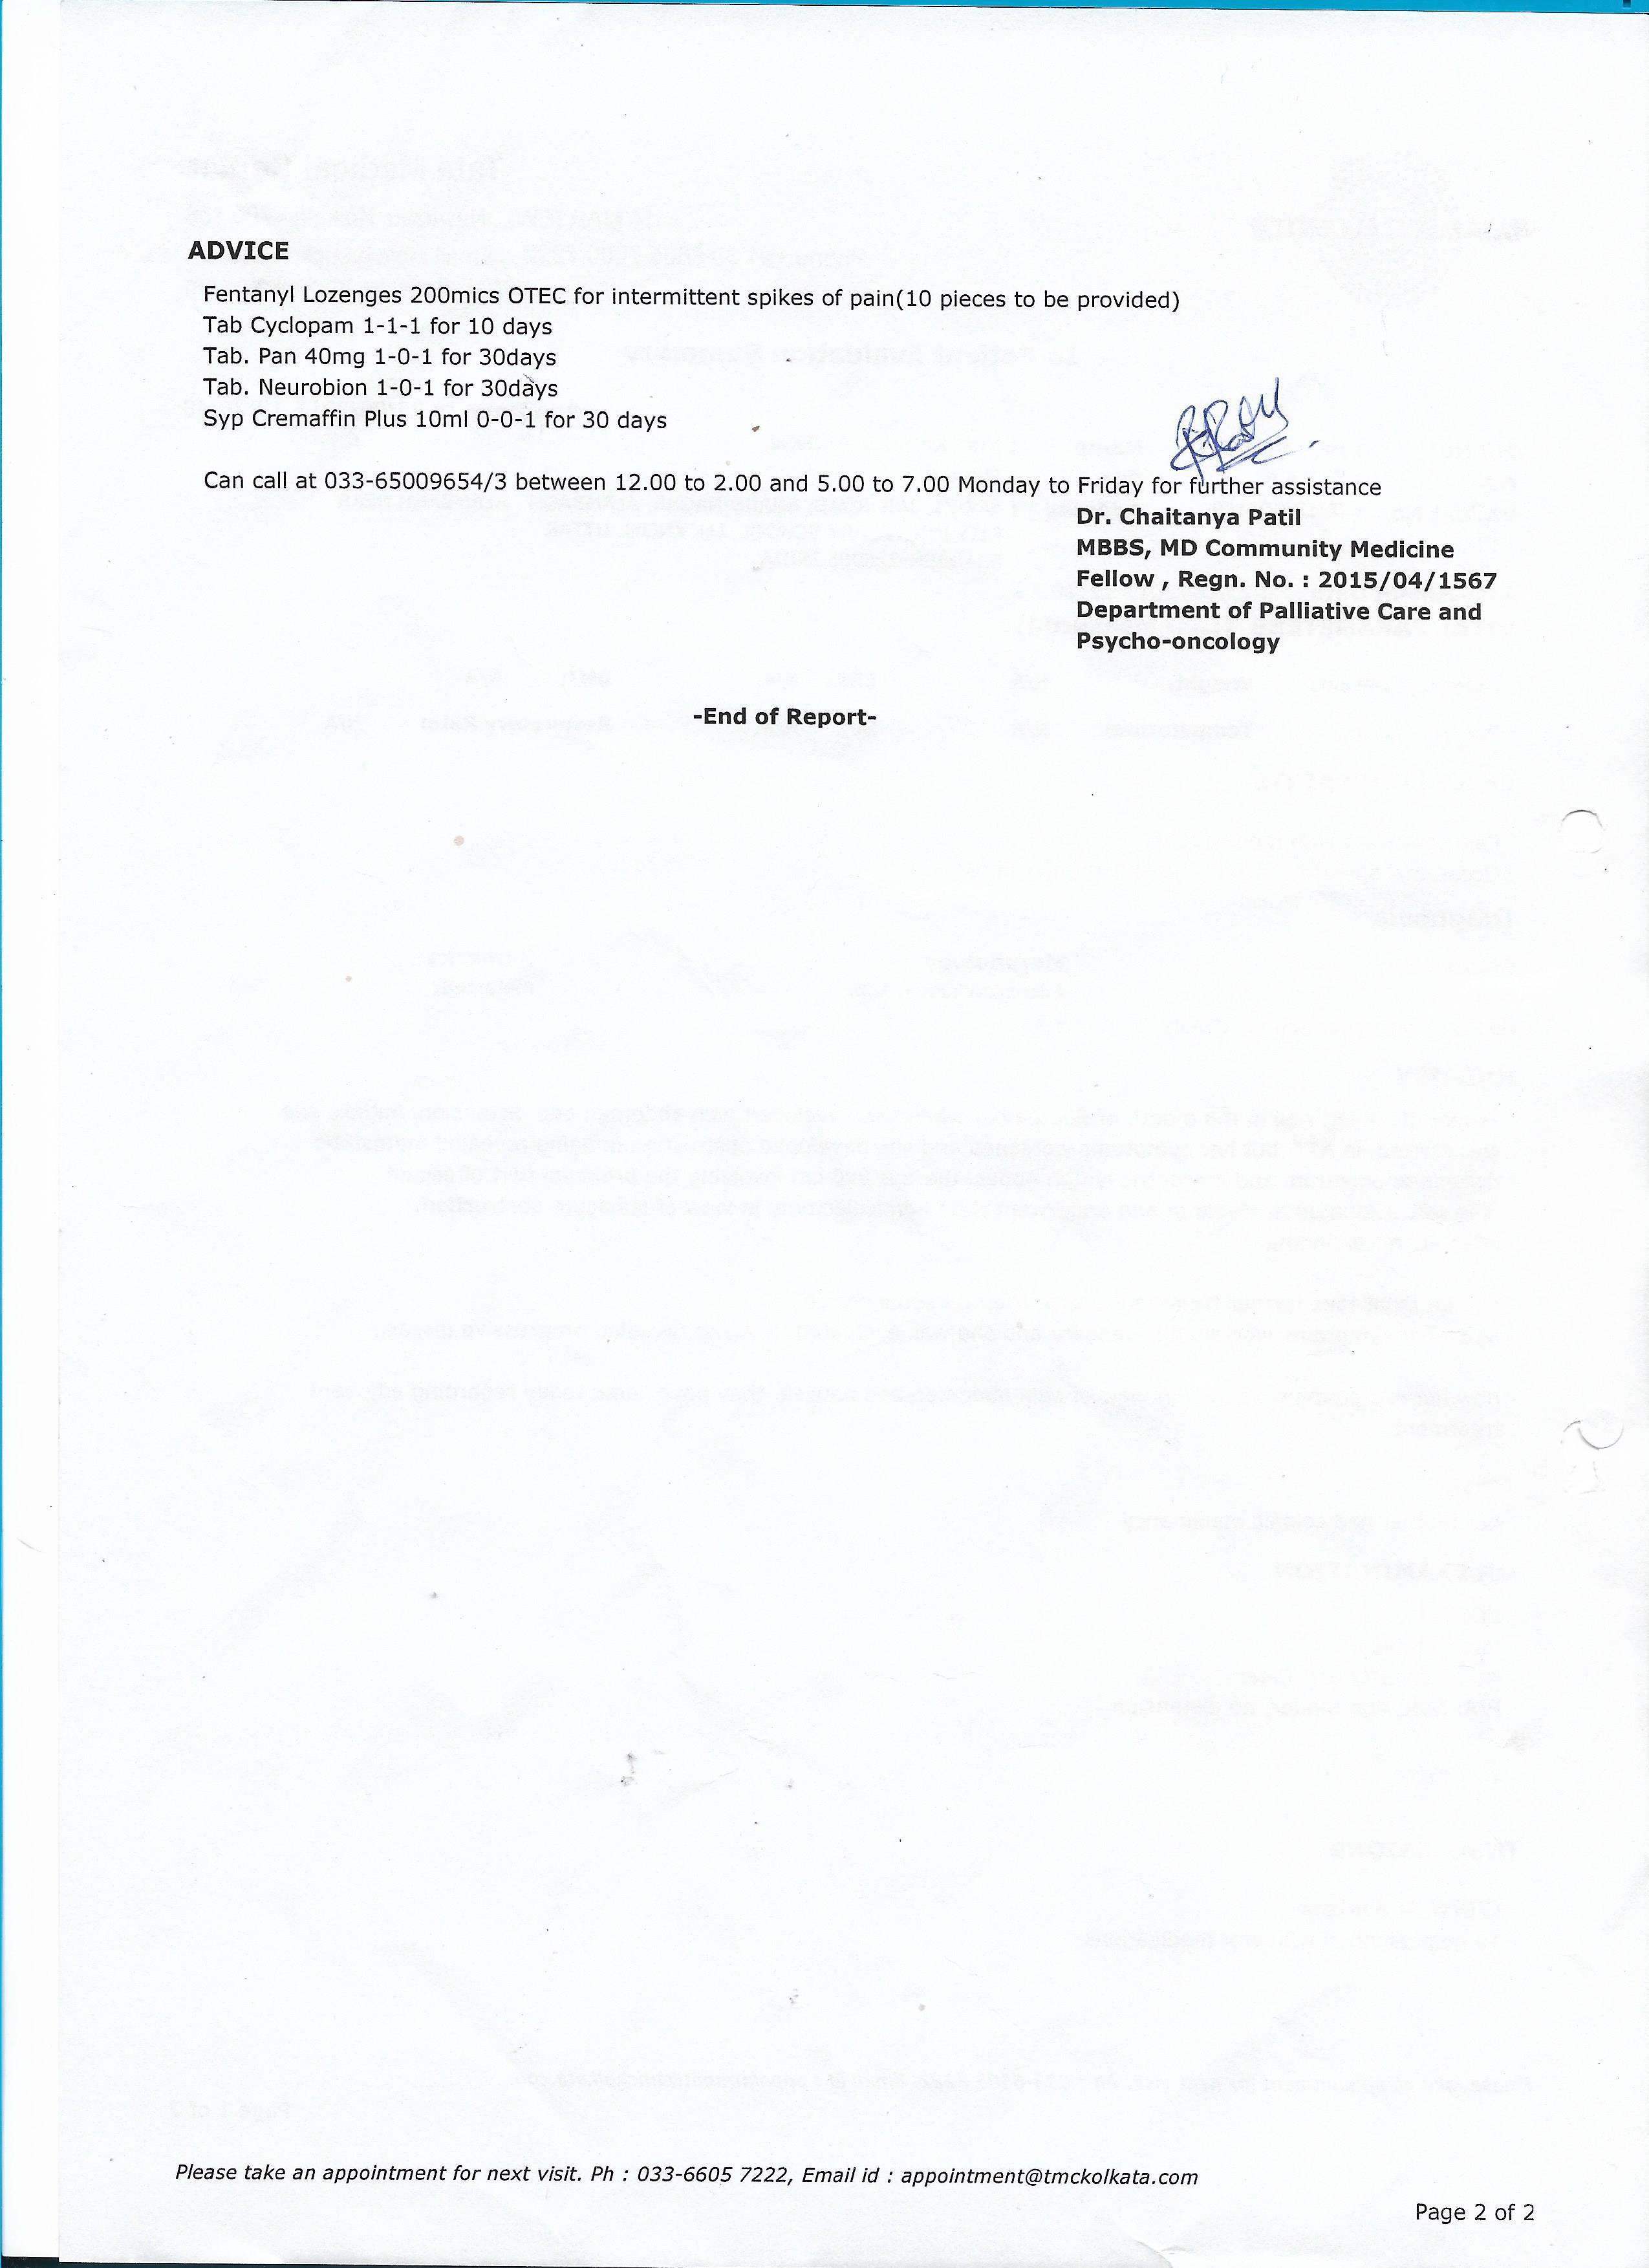 ADVICE
Fentanyl Lozenges 200mics OTEC for intermittent spikes of pain(10 pieces to be provided)
Tab Cyclopam 1-1-1 for 10 days
Tab. Pan 40mg 1-0-1 for 30days
Tab. Neurobion 1-0-1 for 30days
Syp Cremaffin Plus 10ml 0-0-1 for 30 days
Can call at 033-65009654/3 between 12.00 to 2.00 and 5.00 to 7.00 Monday to Friday for further assistance
Dr. Chaitanya Patil
MBBS, MD Community Medicine
Fellow , Regn. No. : 2015/04/1567
Department of Palliative Care and
Psycho-oncology
-End of Report-
Please take an appointment for next visit. Ph : 033-6605 7222, Email id : appointment@tmckolkata.com
Page 2 of 2